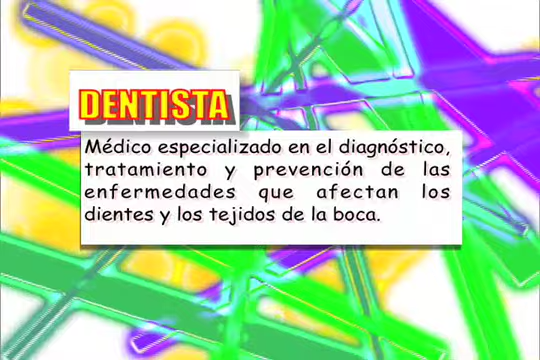 DENTISTA
Médico especializado en el diagnóstico,
tratamiento y prevención de las
enfermedades que afectan los
dientes y los tejidos de la boca.